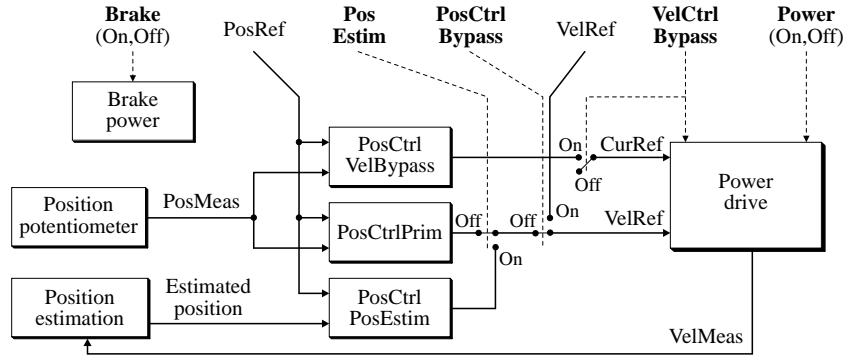 Brake
(On,Off)
PosRef
Pos
Estim
PosCtrl
Bypass
VelRef
VelCtrl
Bypass
Power
(On,Off)
Brake
power
PosCtrl
VelBypass
On
CurRef
Off
Power
drive
Position
potentiometer
PosMeas
PosCtrlPrim
Off
Off
On
VelRef
On
Position
estimation
Estimated
position
PosCtrl
PosEstim
VelMeas